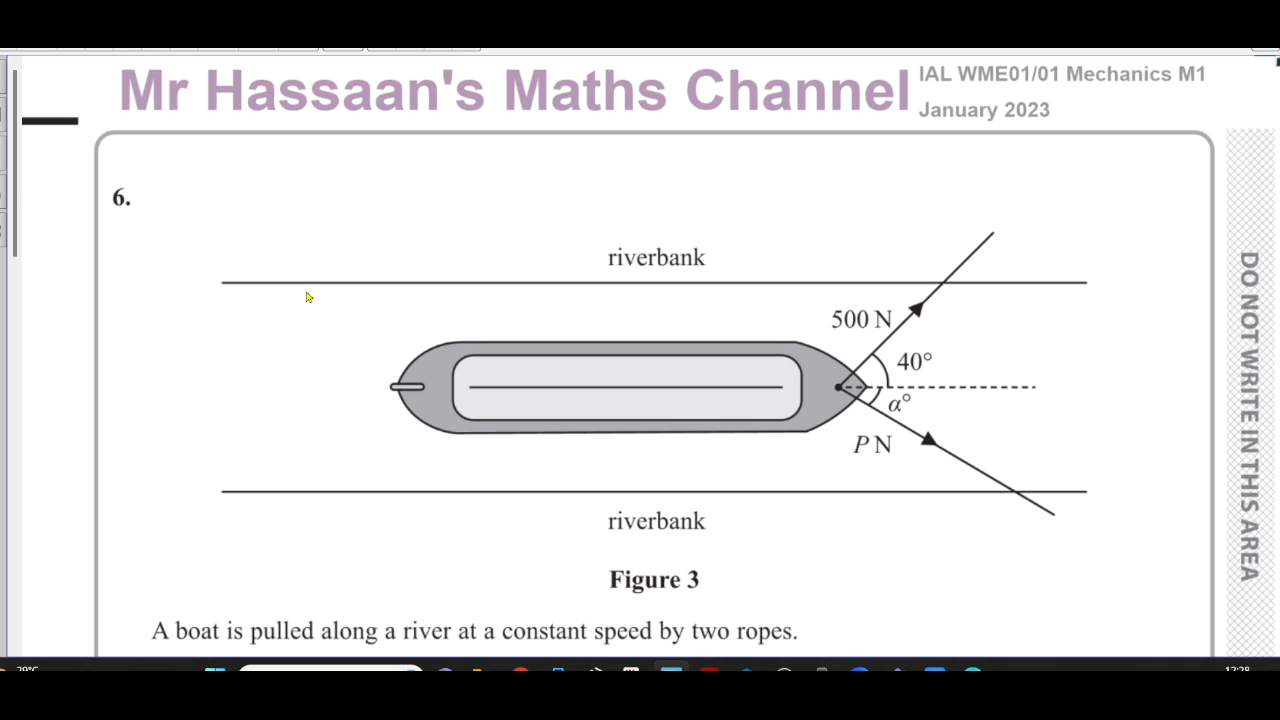 Mr Hassaan's Maths Channel
IAL WME01/01 Mechanics M1
January 2023
6.
riverbank
500 N
40°
α°
P N
riverbank
Figure 3
A boat is pulled along a river at a constant speed by two ropes.
DO NOT WRITE IN THIS AREA